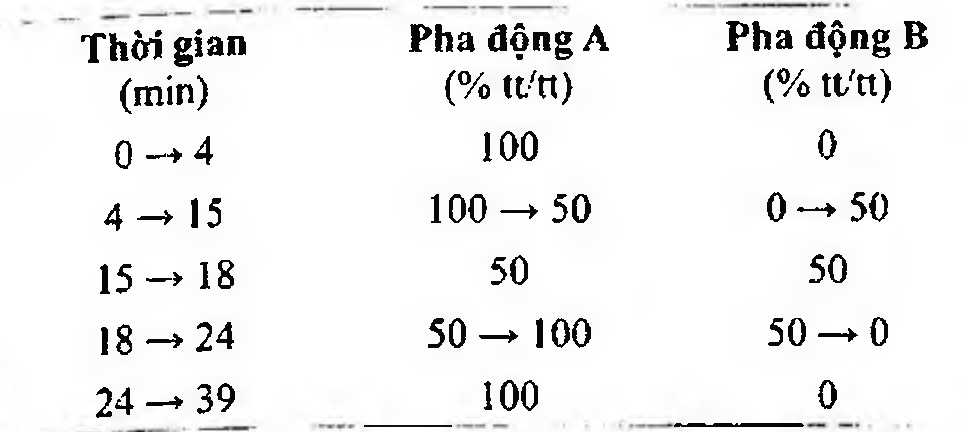 Thời gian Pha động A Pha động B
(min) (% tt/tt) (% tt/tt)
0 → 4 100 0
4 → 15 100 → 50 0 → 50
15 → 18 50 50
18 → 24 50 → 100 50 → 0
24 → 39 100 0